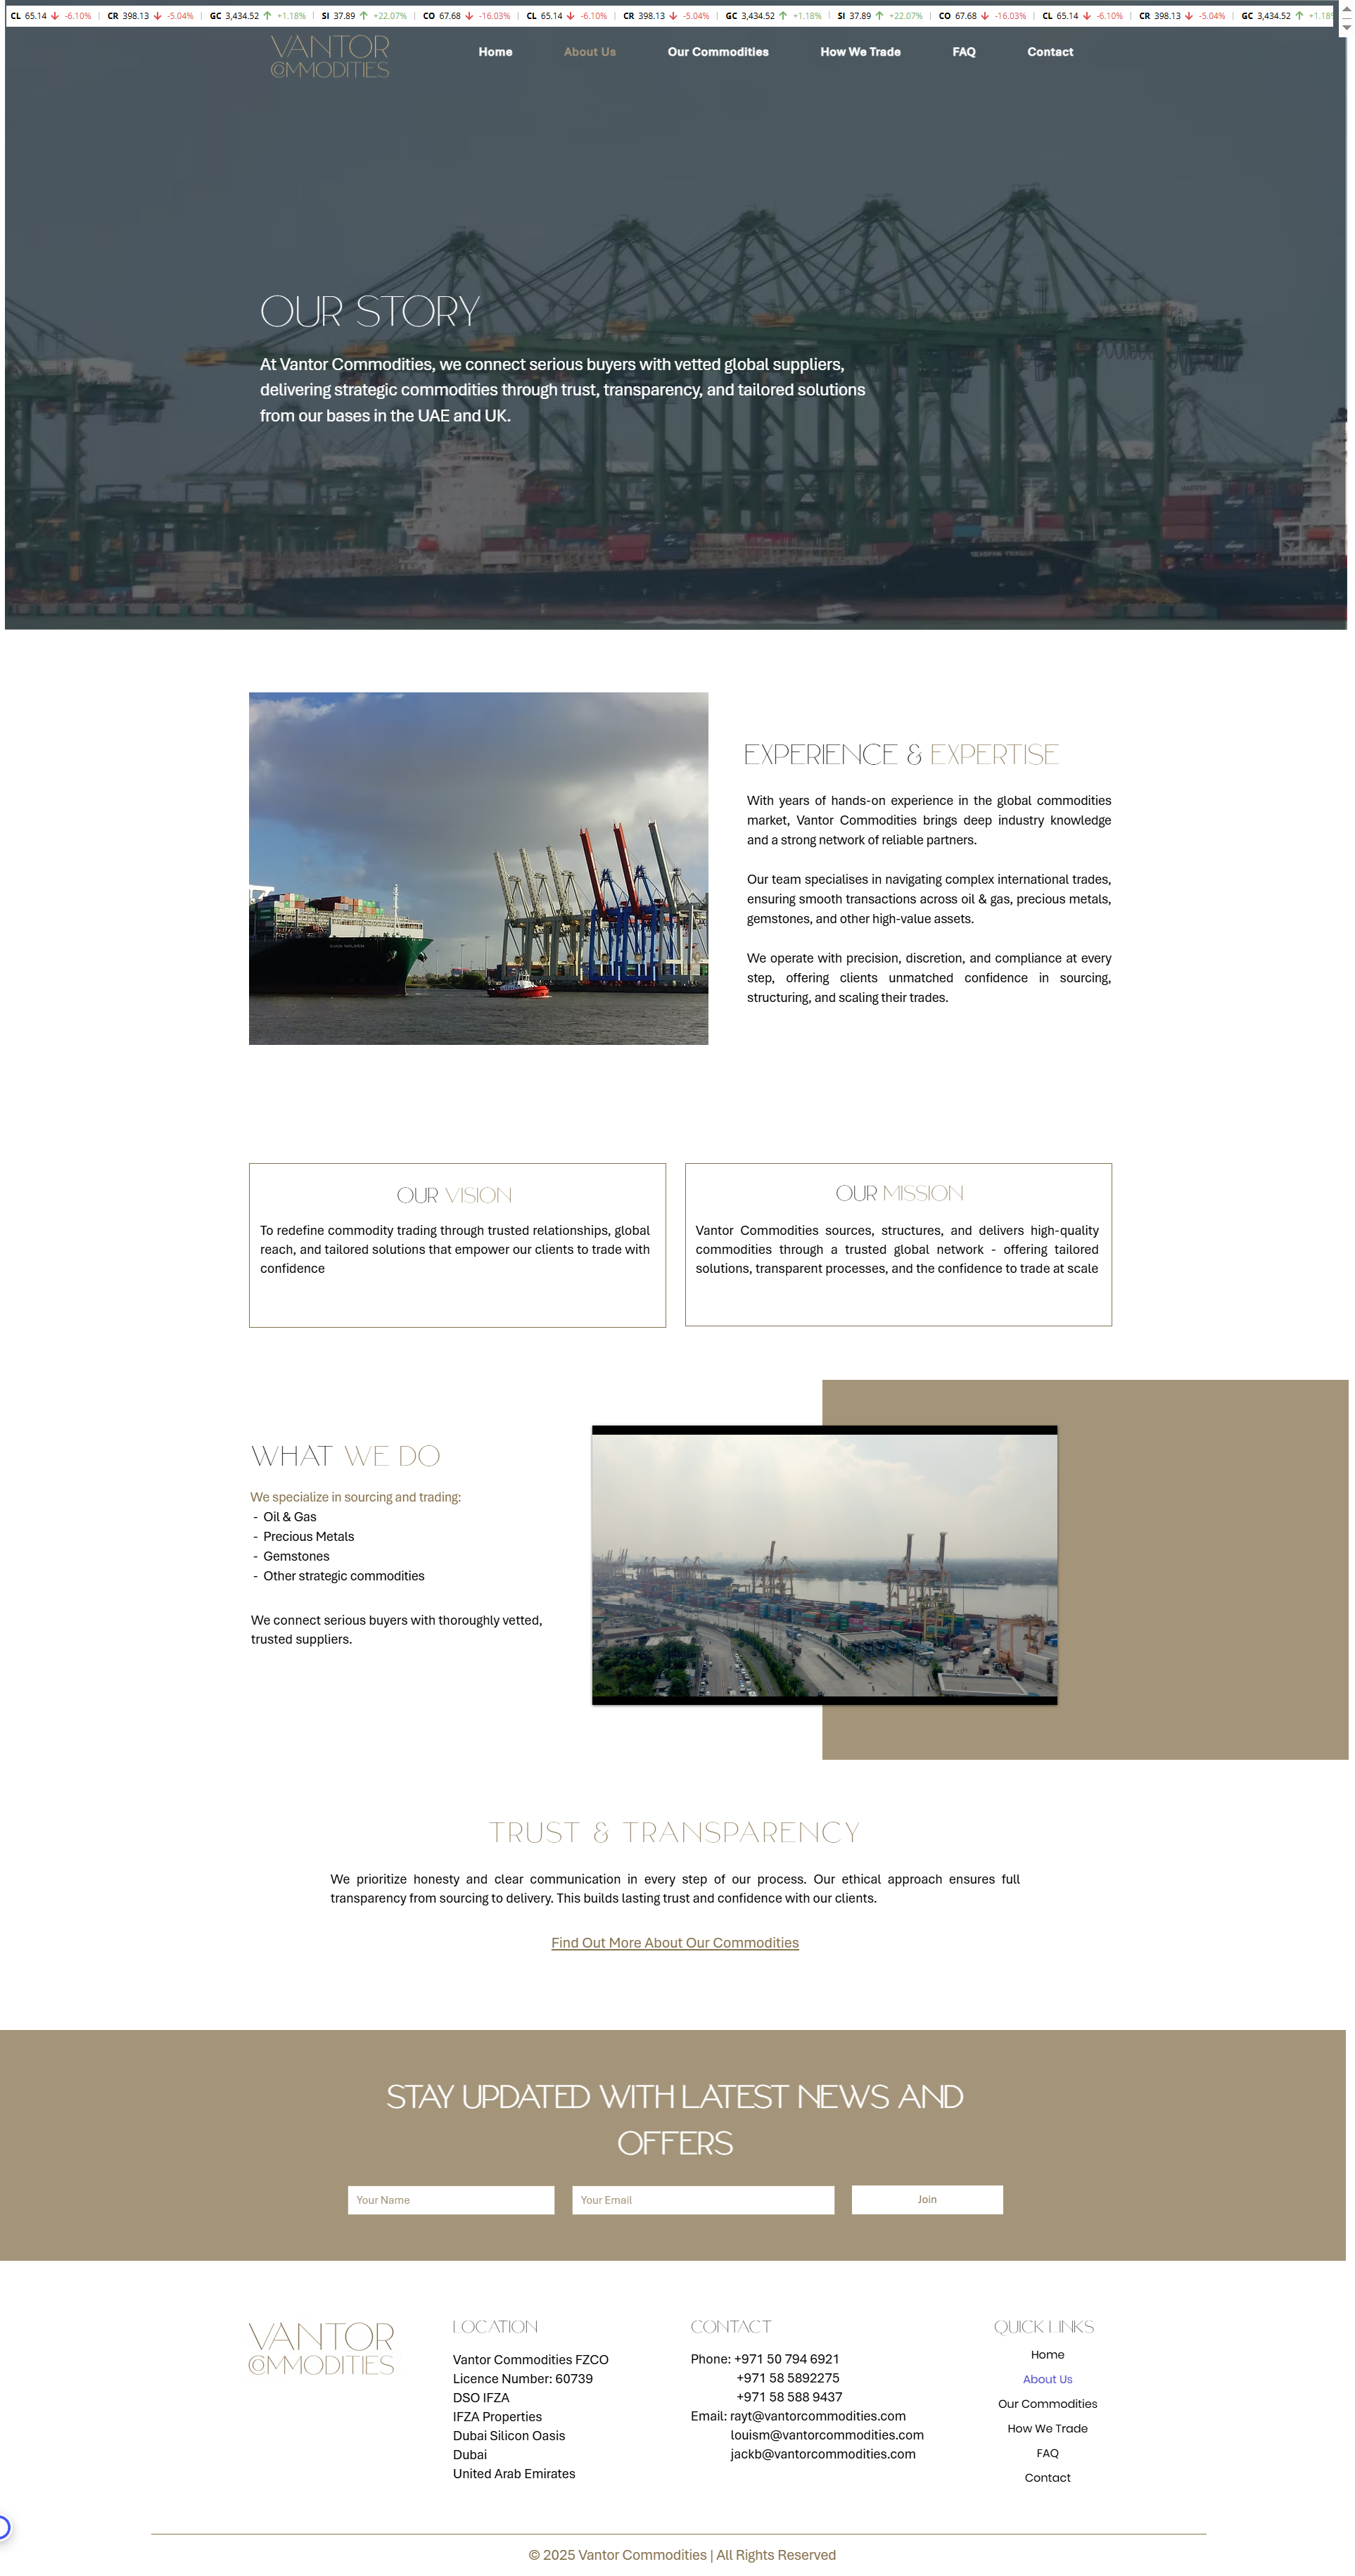 CL 65.14 -6.10% | CR 398.13 -5.04% | GC 3,434.52 +1.18% | SI 37.89 +22.07% | CO 67.68 -16.03% | CL 65.14 -6.10% | CR 398.13 -5.04% | GC 3,434.52 +1.18% | SI 37.89 +22.07% | CO 67.68 -16.03% | CL 65.14 -6.10% | CR 398.13 -5.04% | GC 3,434.52
VANTOR
COMMODITIES
Home About Us Our Commodities How We Trade FAQ Contact
OUR STORY
At Vantor Commodities, we connect serious buyers with vetted global suppliers,
delivering strategic commodities through trust, transparency, and tailored solutions
from our bases in the UAE and UK.
EXPERIENCE & EXPERTISE
With years of hands-on experience in the global commodities
market, Vantor Commodities brings deep industry knowledge
and a strong network of reliable partners.
Our team specialises in navigating complex international trades,
ensuring smooth transactions across oil & gas, precious metals,
gemstones, and other high-value assets.
We operate with precision, discretion, and compliance at every
step, offering clients unmatched confidence in sourcing,
structuring, and scaling their trades.
OUR VISION
To redefine commodity trading through trusted relationships, global
reach, and tailored solutions that empower our clients to trade with
confidence
OUR MISSION
Vantor Commodities sources, structures, and delivers high-quality
commodities through a trusted global network - offering tailored
solutions, transparent processes, and the confidence to trade at scale
WHAT WE DO
We specialize in sourcing and trading:
- Oil & Gas
- Precious Metals
- Gemstones
- Other strategic commodities
We connect serious buyers with thoroughly vetted,
trusted suppliers.
TRUST & TRANSPARENCY
We prioritize honesty and clear communication in every step of our process. Our ethical approach ensures full
transparency from sourcing to delivery. This builds lasting trust and confidence with our clients.
Find Out More About Our Commodities
STAY UPDATED WITH LATEST NEWS AND
OFFERS
Your Name Your Email Join
VANTOR
COMMODITIES
LOCATION
Vantor Commodities FZCO
Licence Number: 60739
DSO IFZA
IFZA Properties
Dubai Silicon Oasis
Dubai
United Arab Emirates
CONTACT
Phone: +971 50 794 6921
+971 58 5892275
+971 58 588 9437
Email: rayt@vantorcommodities.com
louism@vantorcommodities.com
jackb@vantorcommodities.com
QUICK LINKS
Home
About Us
Our Commodities
How We Trade
FAQ
Contact
© 2025 Vantor Commodities | All Rights Reserved